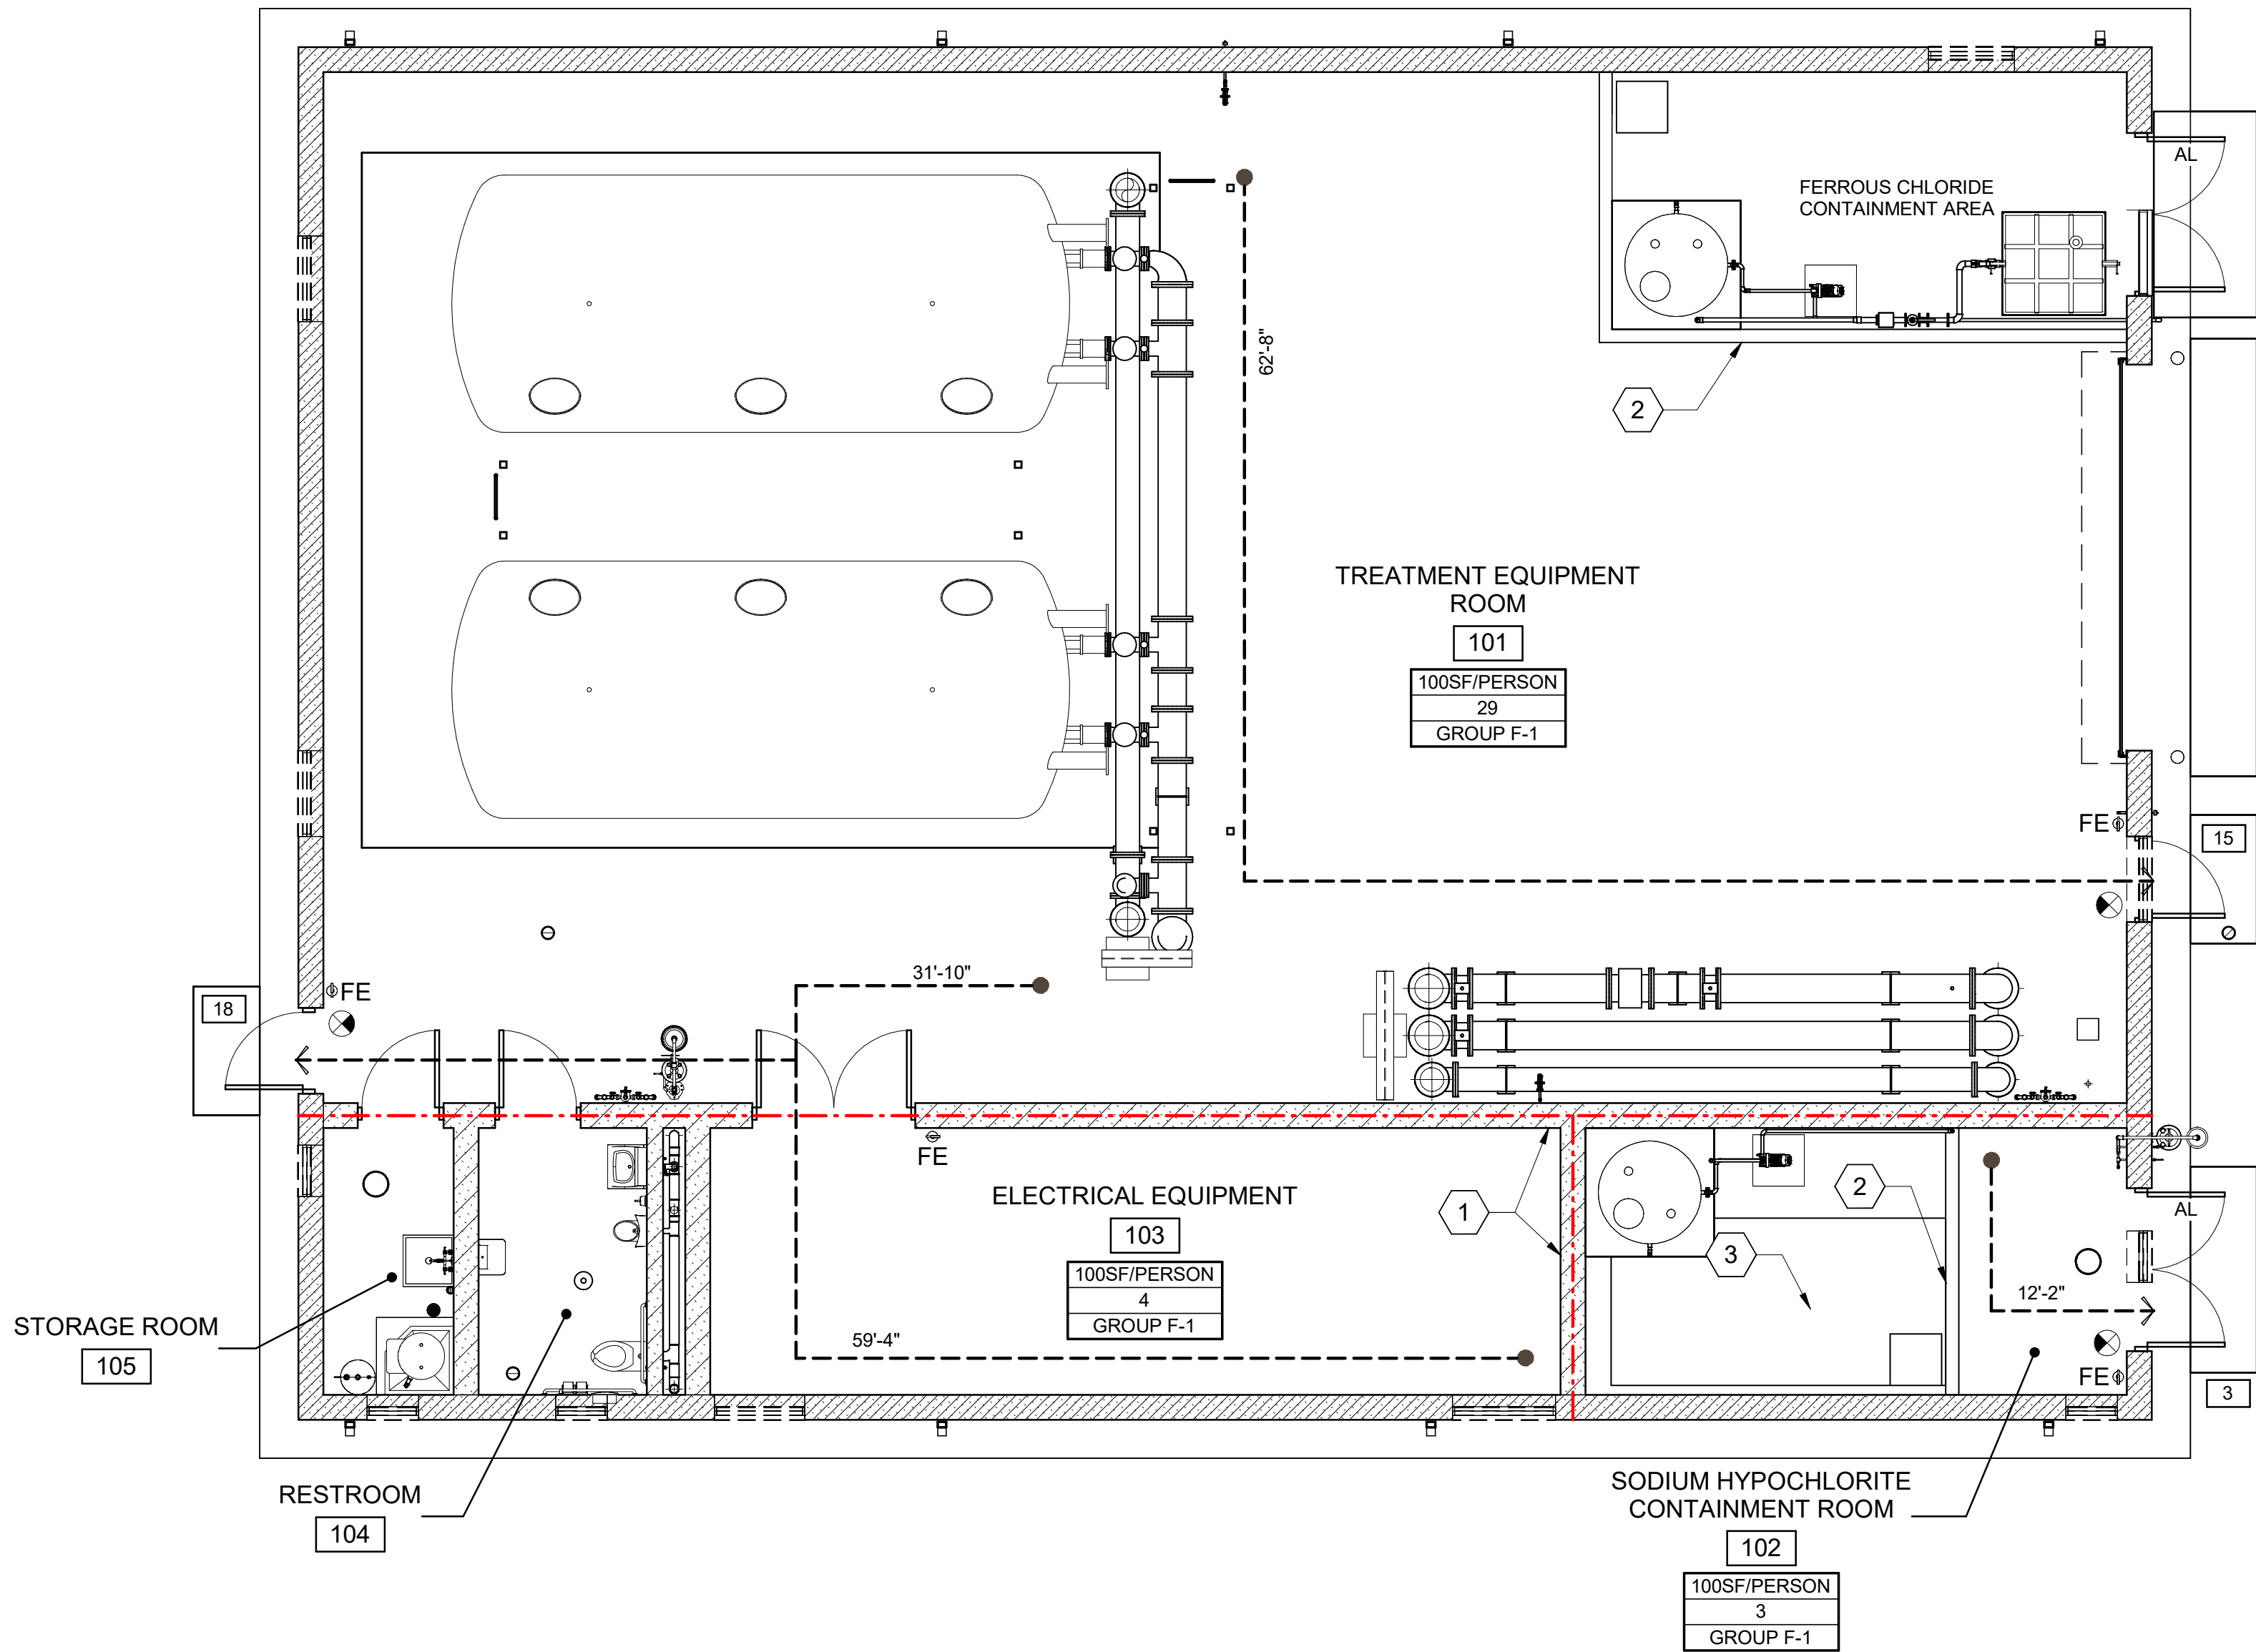 AL
FERROUS CHLORIDE
CONTAINMENT AREA
62'-8"
2
TREATMENT EQUIPMENT
ROOM
101
100SF/PERSON
29
GROUP F-1
FE
15
31'-10"
FE
18
FE
ELECTRICAL EQUIPMENT
103
100SF/PERSON
4
GROUP F-1
1
2
3
AL
12'-2"
59'-4"
FE
3
STORAGE ROOM
105
RESTROOM
104
SODIUM HYPOCHLORITE
CONTAINMENT ROOM
102
100SF/PERSON
3
GROUP F-1